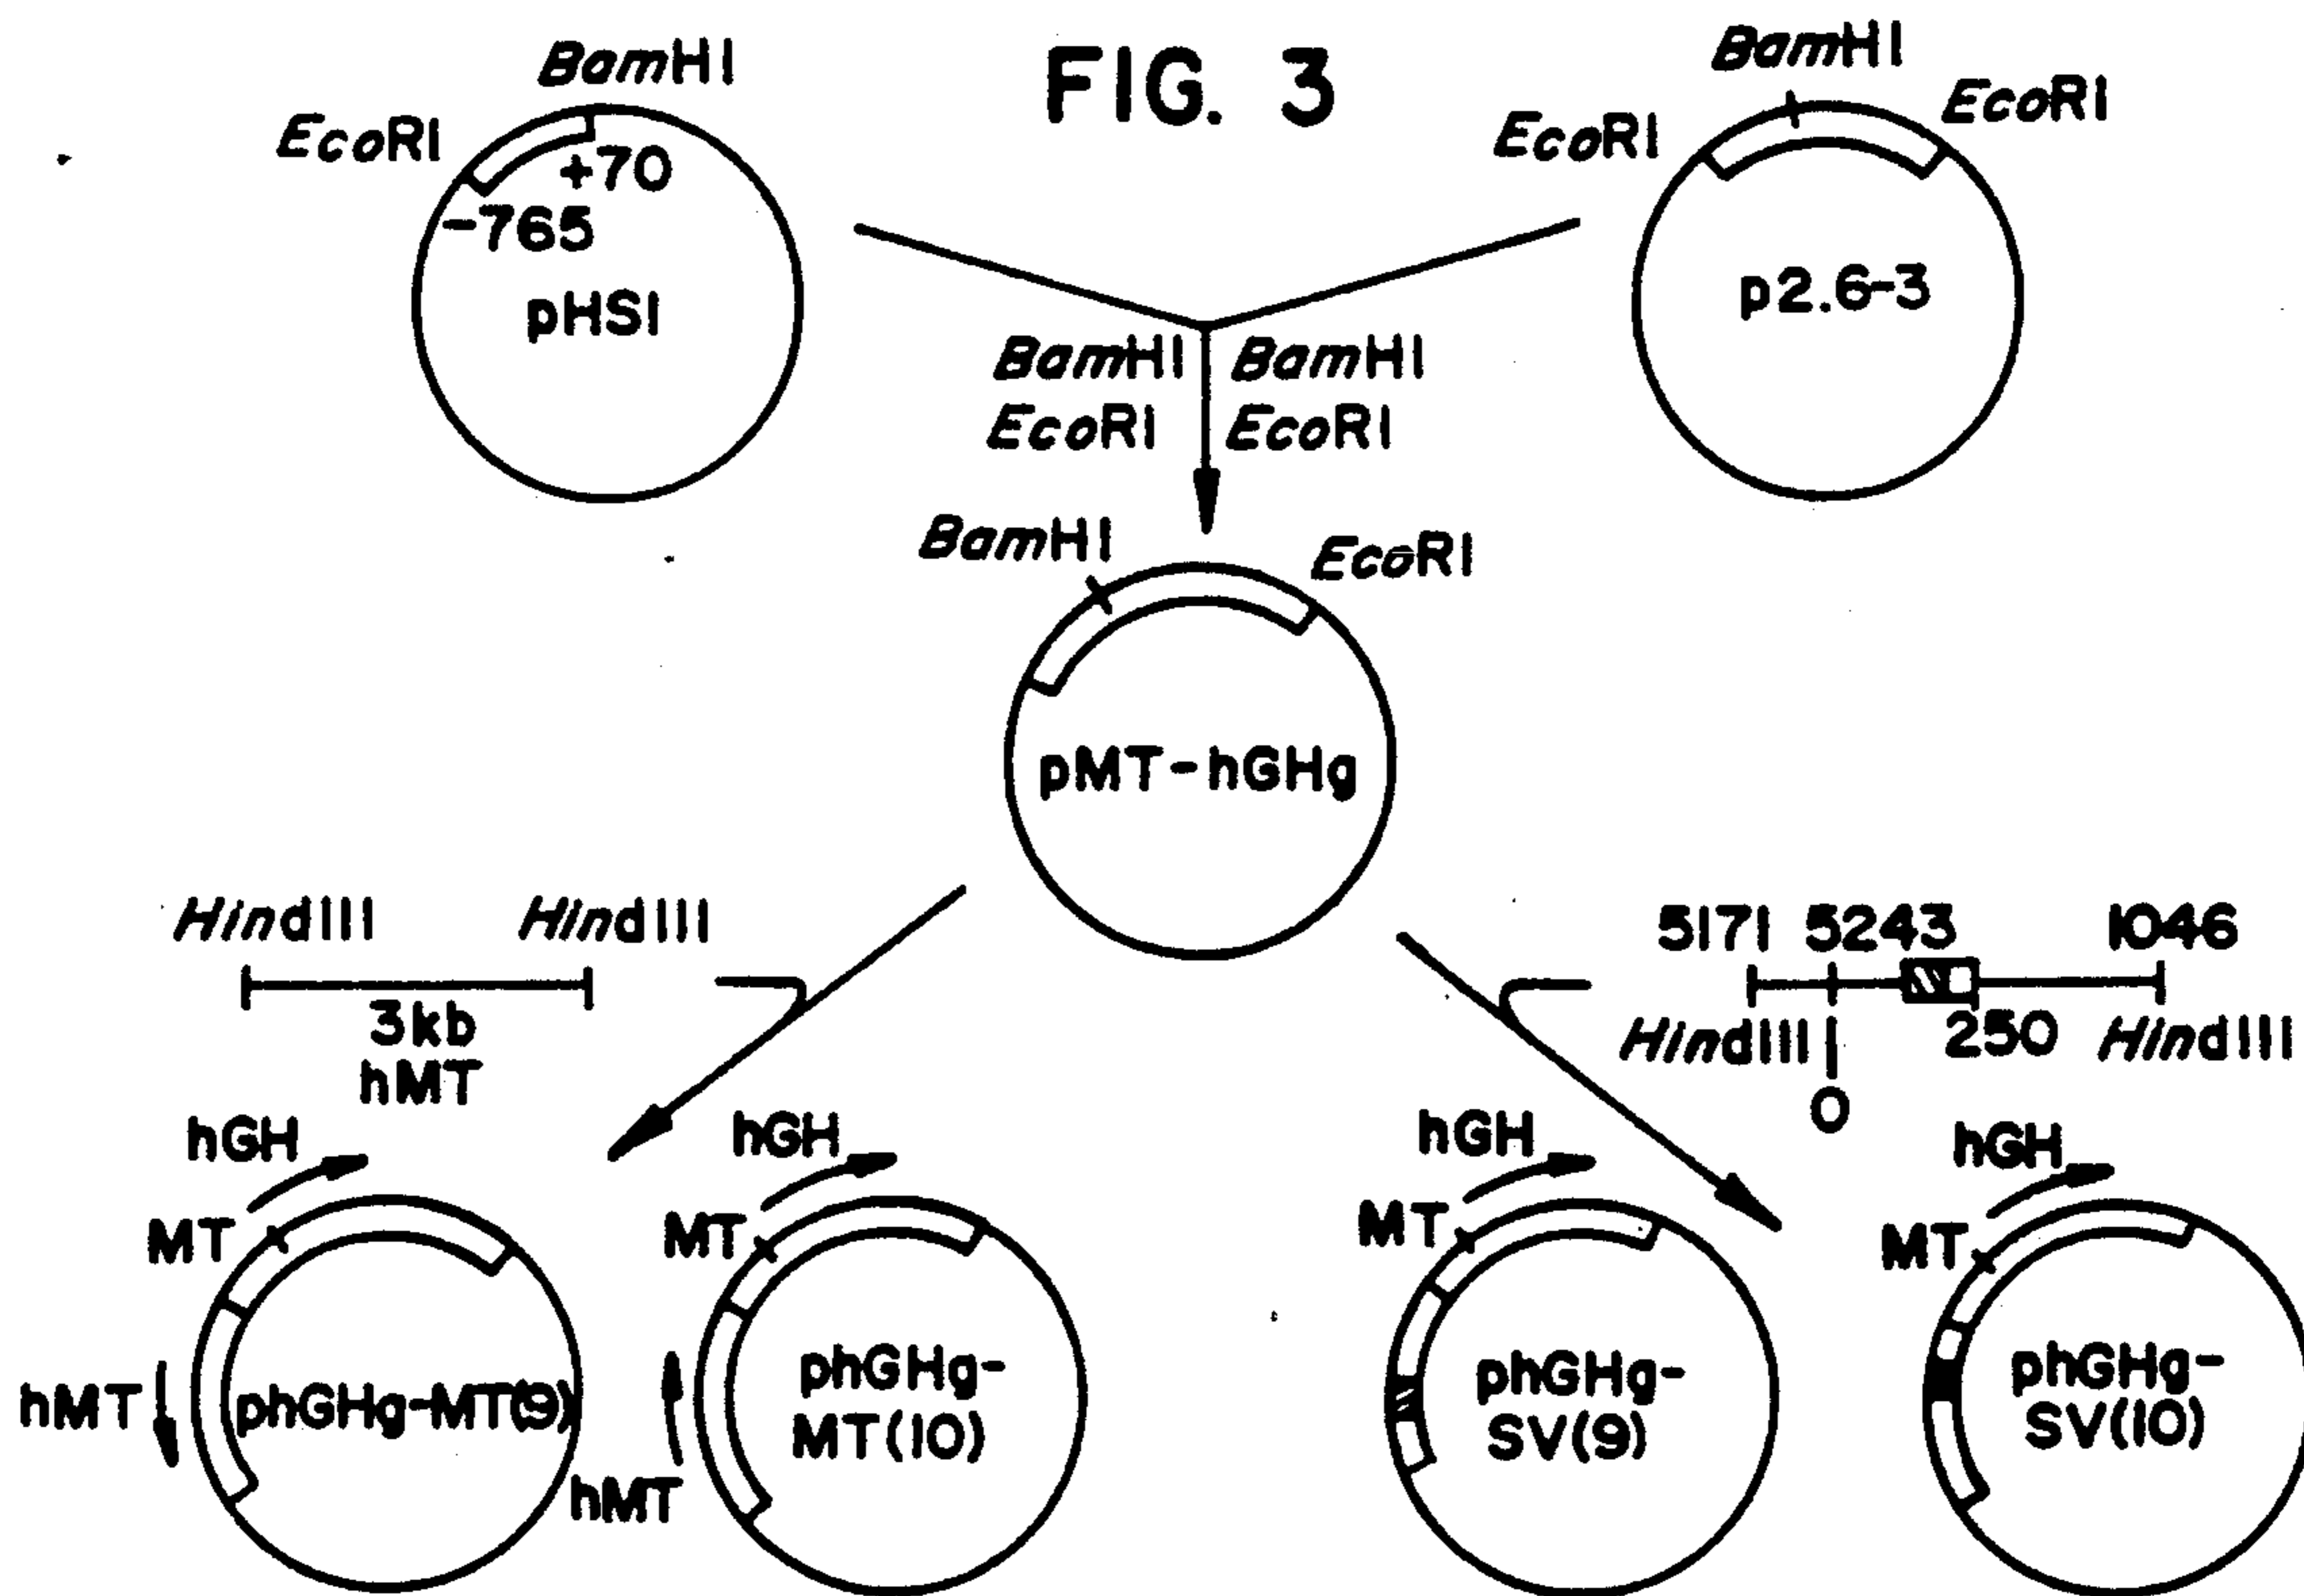 FIG. 3
BamHI
EcoRI
+70
-765
pHSI
BamHI
EcoRI
EcoRI
p2.6-3
BamHI BamHI
EcoRI EcoRI
BamHI
EcoRI
pMT-hGHg
HindIII HindIII
3kb
hMT
5171 5243 1046
HindIII 250 HindIII
0
hGH
MT
hMT
phGHg-MT(9)
hGH
MT
hMT
phGHg-
MT(10)
hGH
MT
phGHg-
SV(9)
hGH
MT
phGHg-
SV(10)